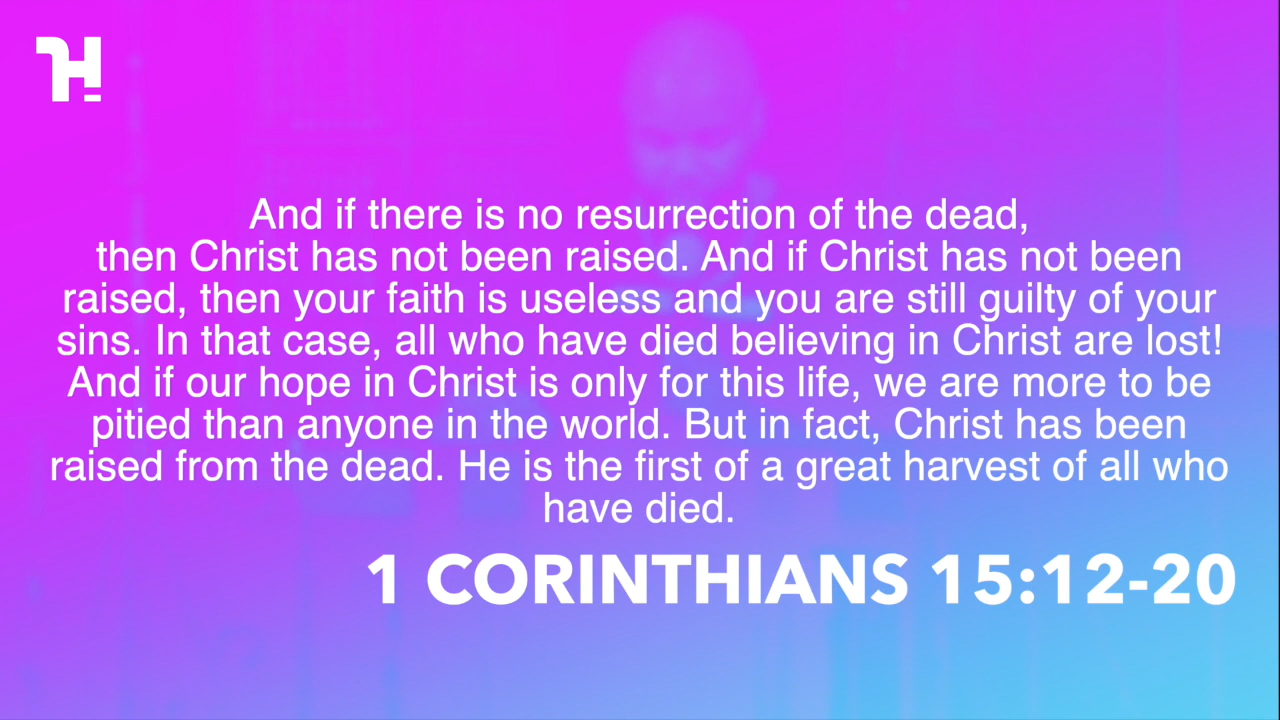 H!
And if there is no resurrection of the dead,
then Christ has not been raised. And if Christ has not been
raised, then your faith is useless and you are still guilty of your
sins. In that case, all who have died believing in Christ are lost!
And if our hope in Christ is only for this life, we are more to be
pitied than anyone in the world. But in fact, Christ has been
raised from the dead. He is the first of a great harvest of all who
have died.
1 CORINTHIANS 15:12-20